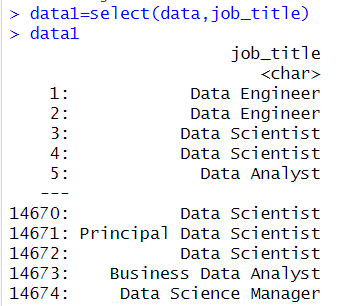 > data1=select(data,job_title)
> data1
job_title
<char>
1: Data Engineer
2: Data Engineer
3: Data Scientist
4: Data Scientist
5: Data Analyst
---
14670: Data Scientist
14671: Principal Data Scientist
14672: Data Scientist
14673: Business Data Analyst
14674: Data Science Manager